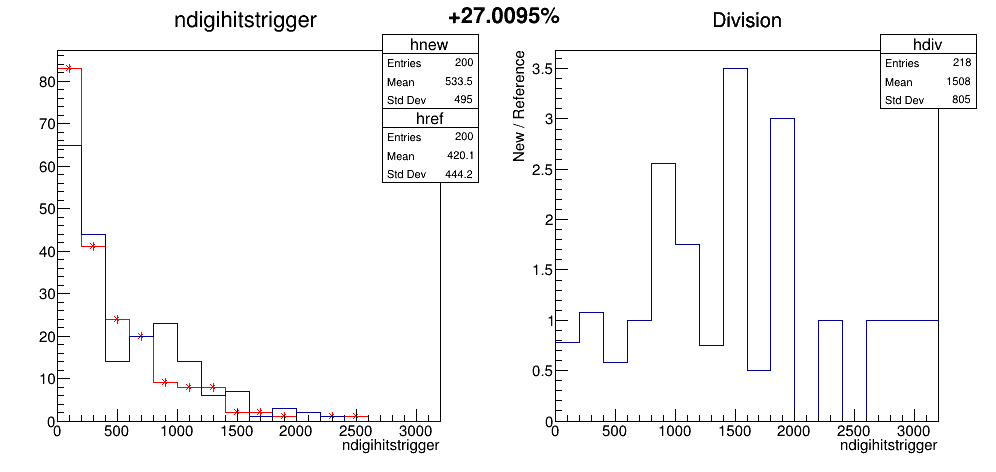 +27.0095%
ndigihitstrigger
hnew
Entries 200
Mean 533.5
Std Dev 495
href
Entries 200
Mean 420.1
Std Dev 444.2
80
70
60
50
40
30
20
10
0
0 500 1000 1500 2000 2500 3000
ndigihitstrigger
Division
hdiv
Entries 218
Mean 1508
Std Dev 805
New / Reference
3.5
3
2.5
2
1.5
1
0.5
0
0 500 1000 1500 2000 2500 3000
ndigihitstrigger